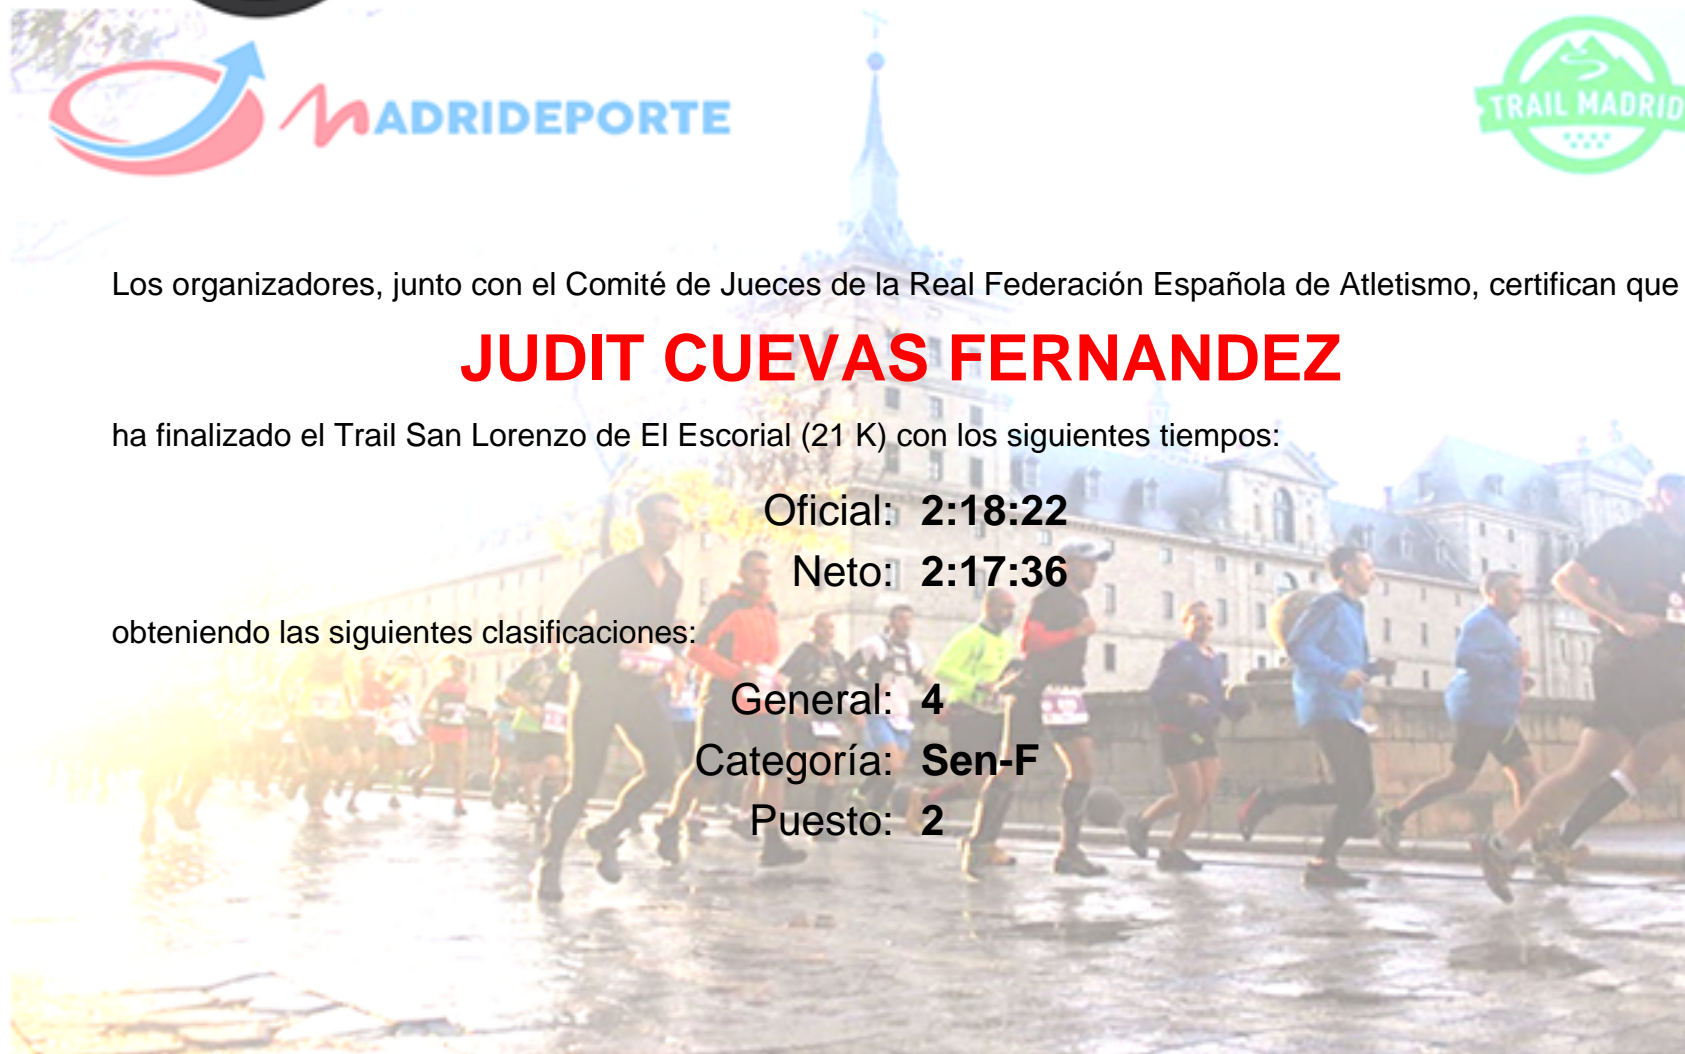 MADRIDEPORTE
TRAIL MADRID
Los organizadores, junto con el Comité de Jueces de la Real Federación Española de Atletismo, certifican que
JUDIT CUEVAS FERNANDEZ
ha finalizado el Trail San Lorenzo de El Escorial (21 K) con los siguientes tiempos:
Oficial: 2:18:22
Neto: 2:17:36
obteniendo las siguientes clasificaciones:
General: 4
Categoría: Sen-F
Puesto: 2